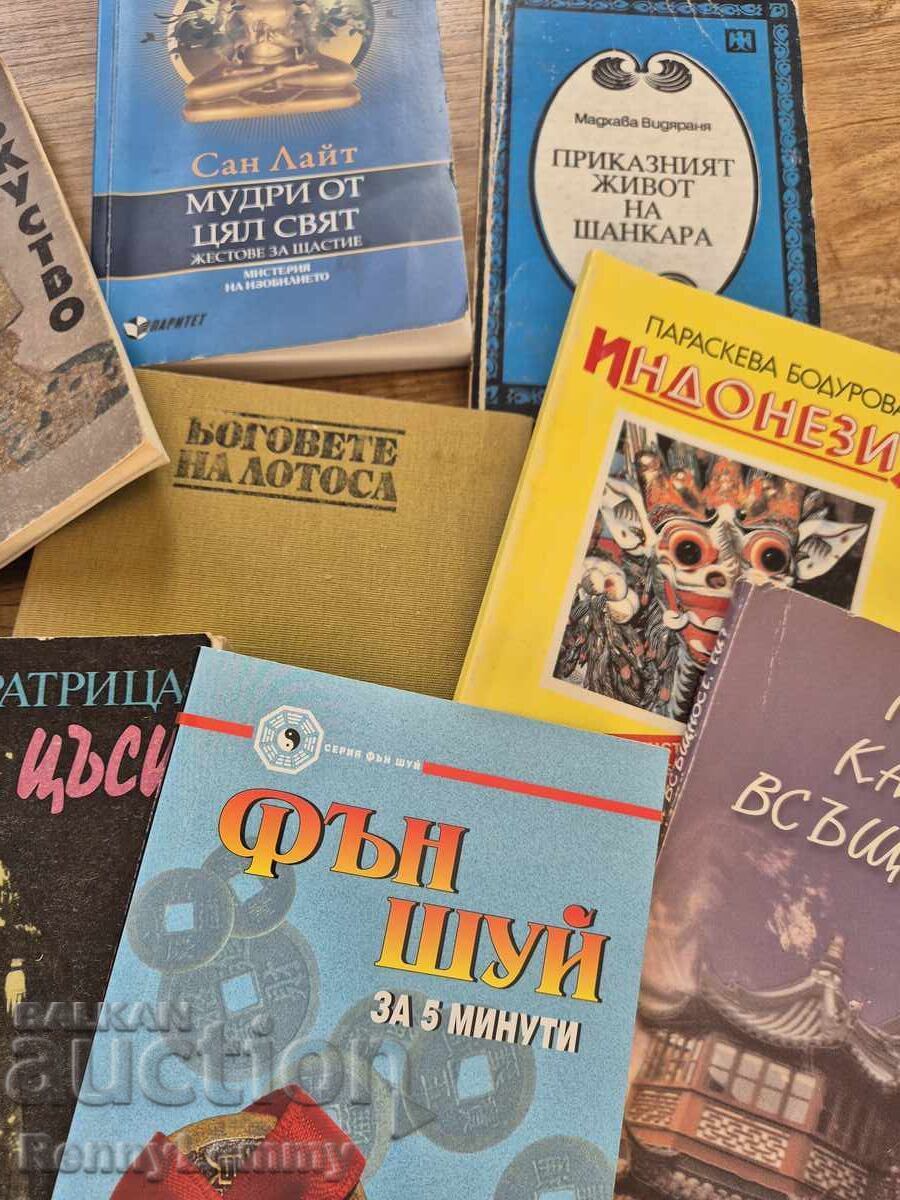 Сан Лайт
МУДРИ ОТ
ЦЯЛ СВЯТ
ЖЕСТОВЕ ЗА ЩАСТИЕ
МИСТЕРИЯ
НА ИЗОБИЛИЕТО
ПАРИТЕТ
Мадхава Видяраня
ПРИКАЗНИЯТ
ЖИВОТ
НА
ШАНКАРА
КУСТВО
БОГОВЕТЕ
НА ЛОТОСА
ПАРАСКЕВА БОДУРОВА
ИНДОНЕЗИЯ
РАТРИЦА
ЦЪСИ
СЕРИЯ ФЪН ШУЙ
ФЪН
ШУЙ
ЗА 5 МИНУТИ
КА
ВСЪЩ
BALKAN
auction